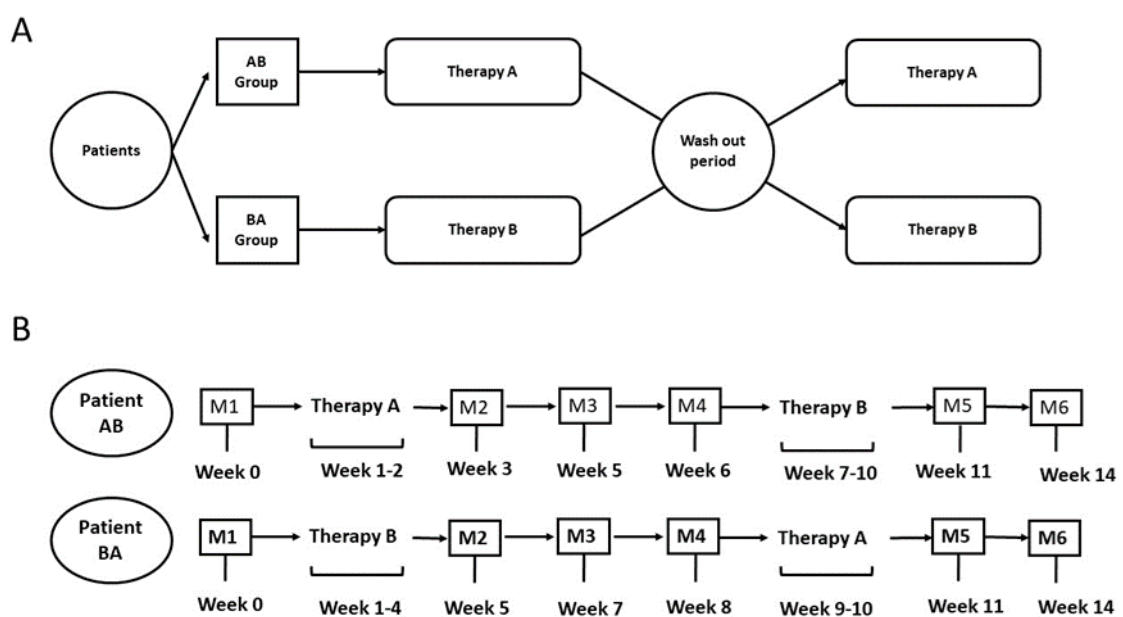 A
Patients
AB
Group
Therapy A
Wash out
period
Therapy A
BA
Group
Therapy B
Therapy B
B
Patient
AB
M1
Therapy A
M2
M3
M4
Therapy B
M5
M6
Week 0
Week 1-2
Week 3
Week 5
Week 6
Week 7-10
Week 11
Week 14
Patient
BA
M1
Therapy B
M2
M3
M4
Therapy A
M5
M6
Week 0
Week 1-4
Week 5
Week 7
Week 8
Week 9-10
Week 11
Week 14